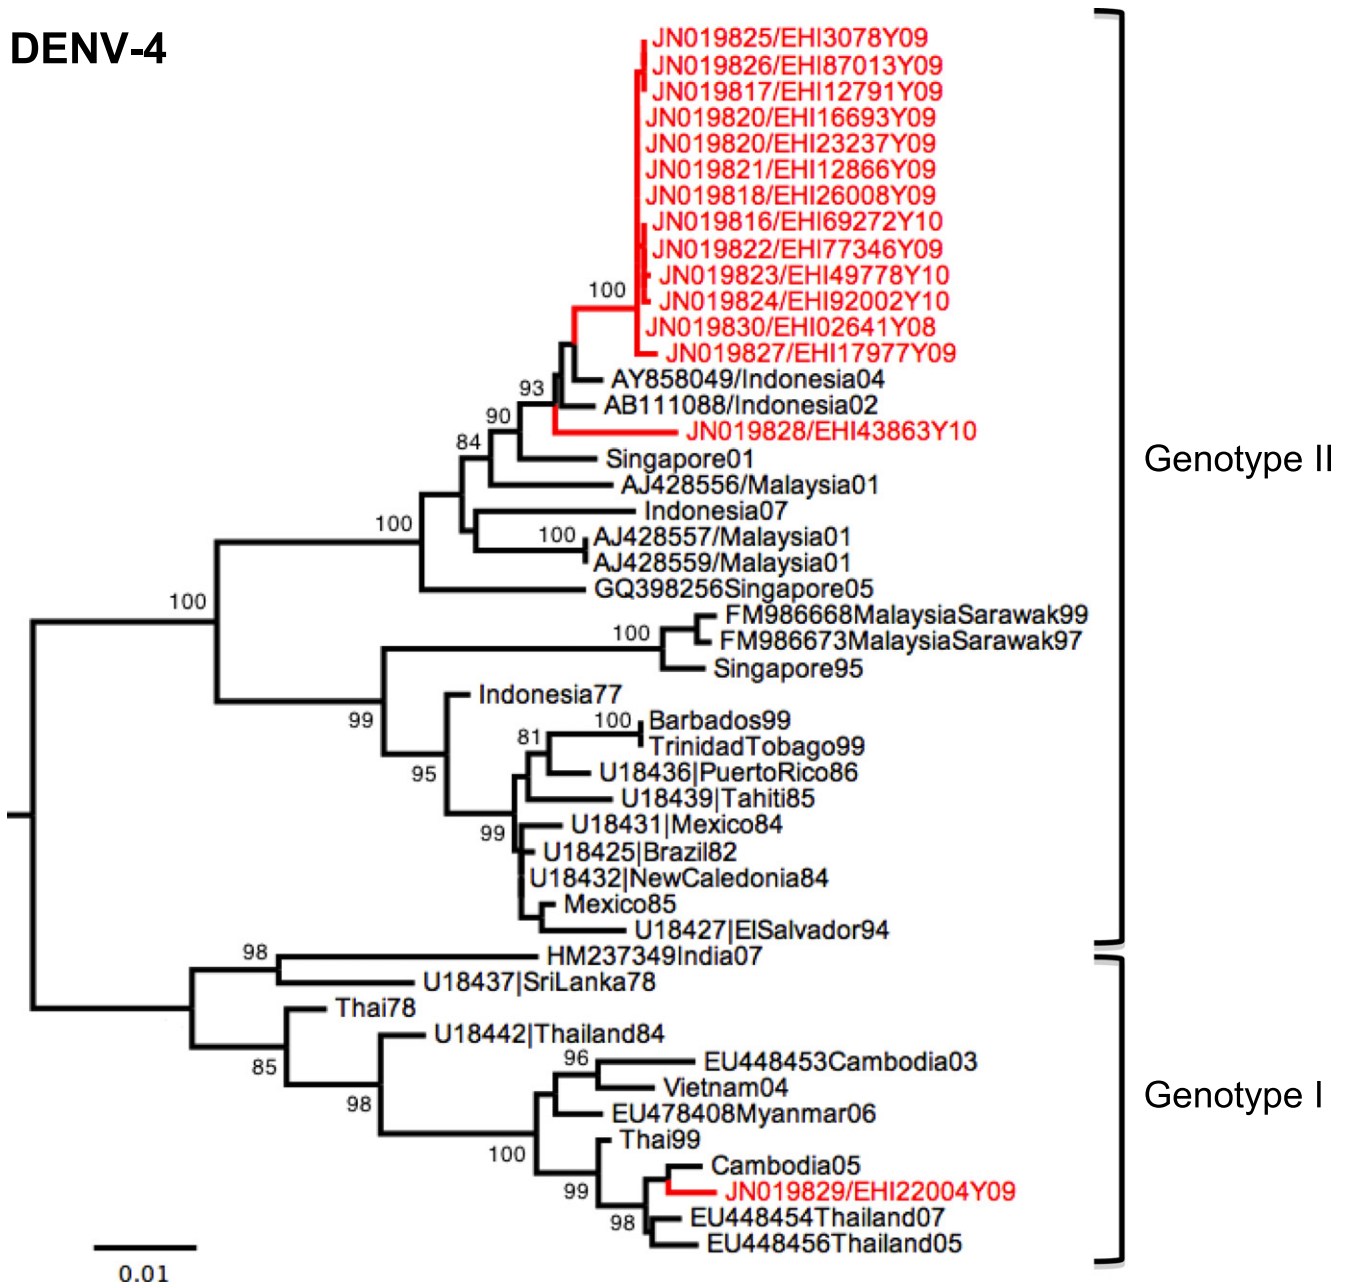 DENV-4
JN019825/EHI3078Y09
JN019826/EHI87013Y09
JN019817/EHI12791Y09
JN019820/EHI16693Y09
JN019820/EHI23237Y09
JN019821/EHI12866Y09
JN019818/EHI26008Y09
JN019816/EHI69272Y10
JN019822/EHI77346Y09
JN019823/EHI49778Y10
JN019824/EHI92002Y10
100
JN019830/EHI02641Y08
JN019827/EHI17977Y09
AY858049/Indonesia04
93
AB111088/Indonesia02
90
JN019828/EHI43863Y10
84
Singapore01
Genotype II
AJ428556/Malaysia01
Indonesia07
100
100
AJ428557/Malaysia01
AJ428559/Malaysia01
GQ398256Singapore05
100
FM986668MalaysiaSarawak99
100
FM986673MalaysiaSarawak97
Singapore95
Indonesia77
99
100
Barbados99
81
TrinidadTobago99
95
U18436|PuertoRico86
U18439|Tahiti85
99
U18431|Mexico84
U18425|Brazil82
U18432|NewCaledonia84
Mexico85
U18427|ElSalvador94
98
HM237349India07
U18437|SriLanka78
Thai78
U18442|Thailand84
85
96
EU448453Cambodia03
Vietnam04
Genotype I
98
EU478408Myanmar06
Thai99
100
Cambodia05
99
JN019829/EHI22004Y09
98
EU448454Thailand07
EU448456Thailand05
0.01